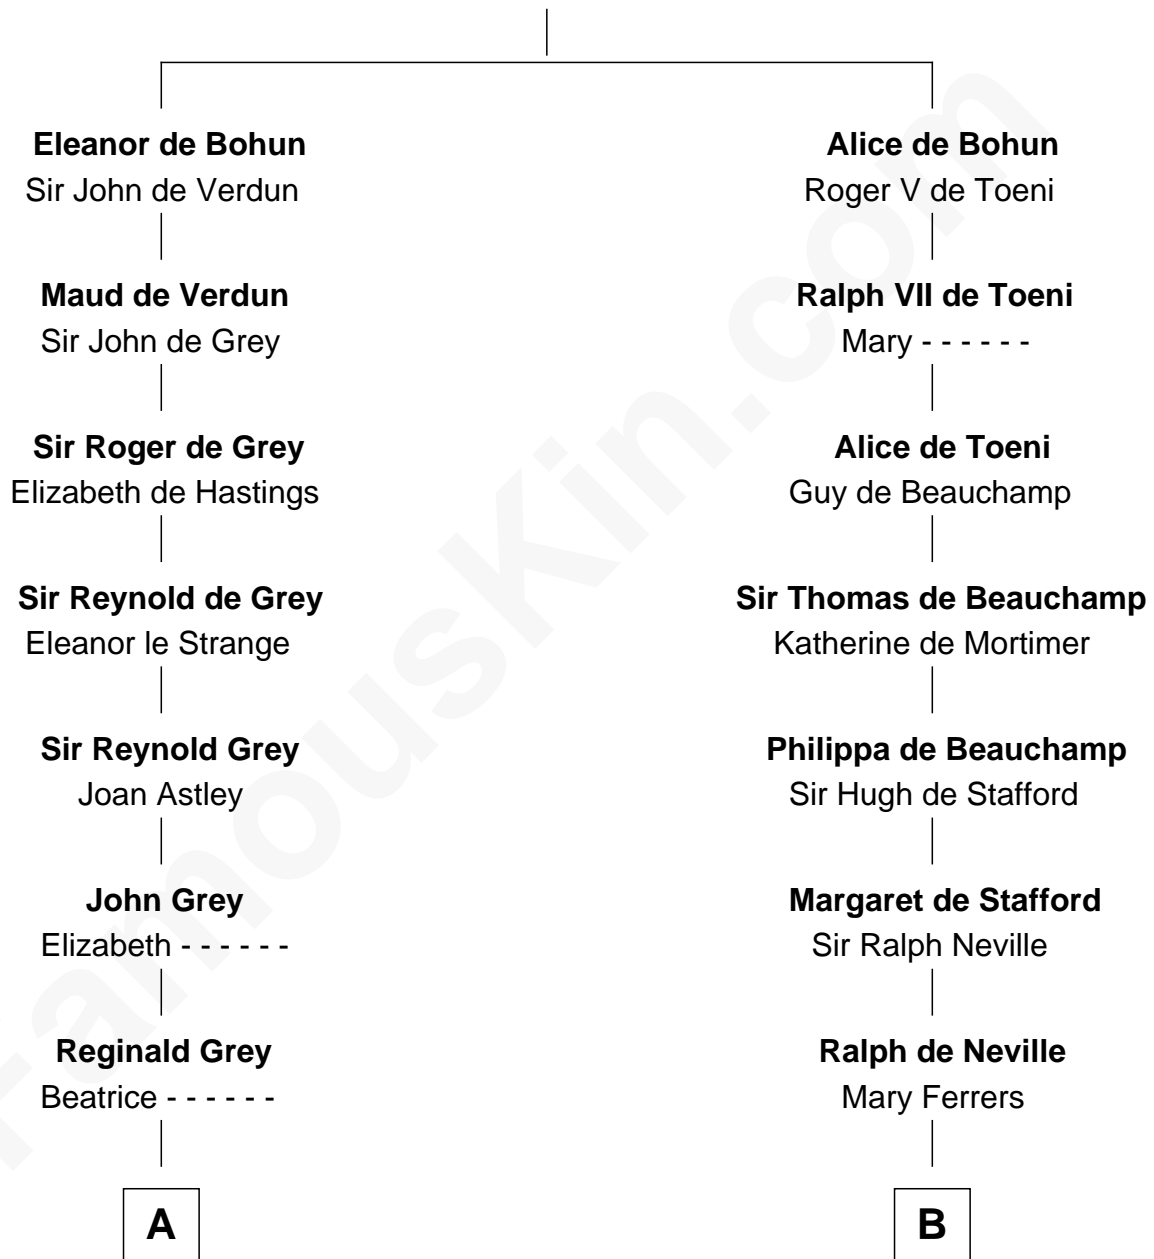 Eleanor de Bohun
Sir John de Verdun
Alice de Bohun
Roger V de Toeni
Maud de Verdun
Sir John de Grey
Ralph VII de Toeni
Mary - - - - - -
Sir Roger de Grey
Elizabeth de Hastings
Alice de Toeni
Guy de Beauchamp
Sir Reynold de Grey
Eleanor le Strange
Sir Thomas de Beauchamp
Katherine de Mortimer
Sir Reynold Grey
Joan Astley
Philippa de Beauchamp
Sir Hugh de Stafford
John Grey
Elizabeth - - - - - -
Margaret de Stafford
Sir Ralph Neville
Reginald Grey
Beatrice - - - - - -
Ralph de Neville
Mary Ferrers
A
B
FamousKin.com